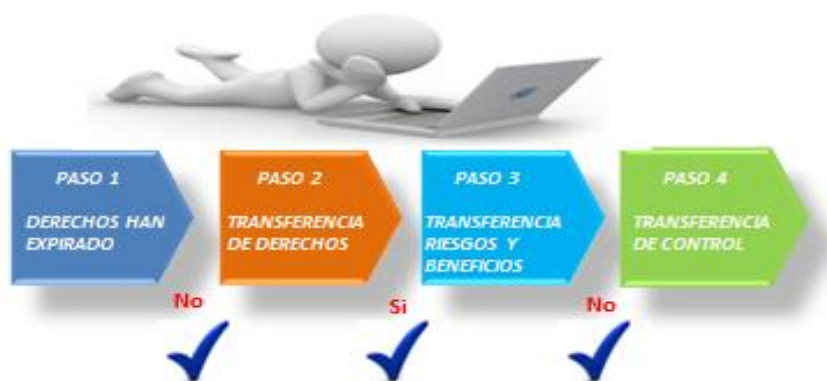 PASO 1
DERECHOS HAN
EXPIRADO
No
PASO 2
TRANSFERENCIA
DE DERECHOS
Si
PASO 3
TRANSFERENCIA
RIESGOS Y
BENEFICIOS
No
PASO 4
TRANSFERENCIA
DE CONTROL